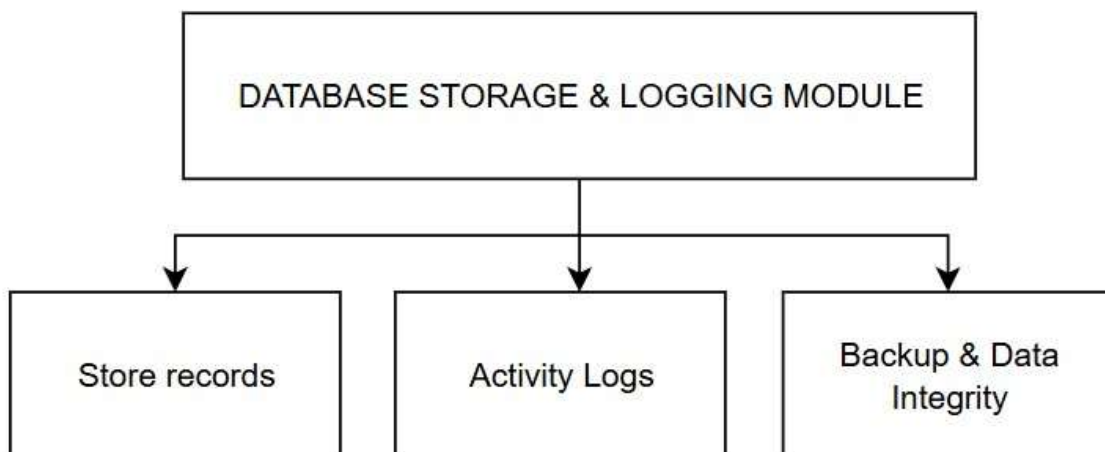 DATABASE STORAGE & LOGGING MODULE
Store records
Activity Logs
Backup & Data
Integrity